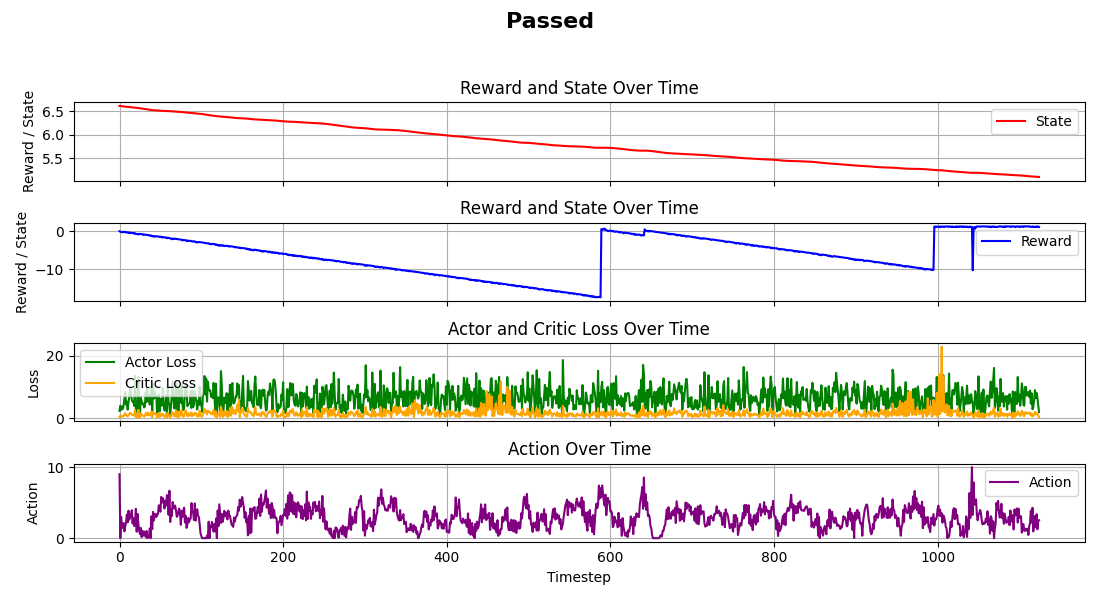 Passed
Reward and State Over Time
Reward / State
6.5
6.0
5.5
State
Reward and State Over Time
Reward / State
0
−10
Reward
Actor and Critic Loss Over Time
Loss
20
0
Actor Loss
Critic Loss
Action Over Time
Action
10
0
Action
0 200 400 600 800 1000
Timestep